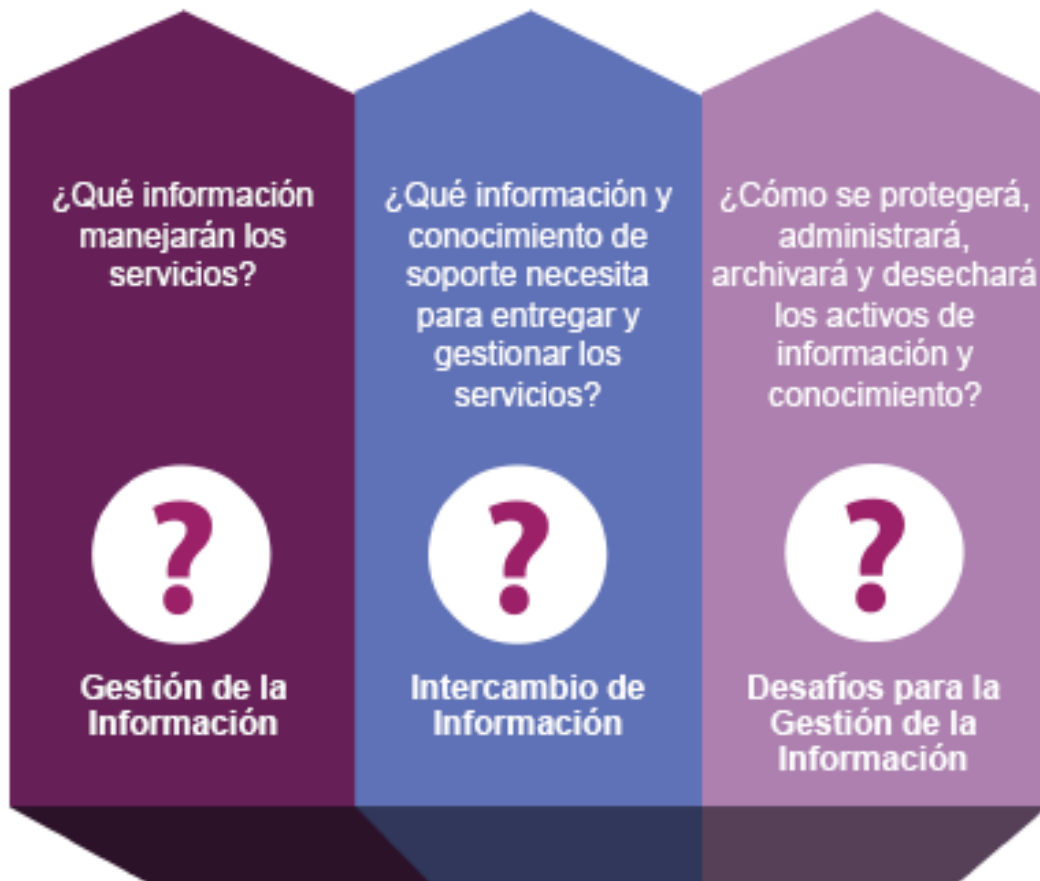 ¿Qué información
manejarán los
servicios?
?
Gestión de la
Información
¿Qué información y
conocimiento de
soporte necesita
para entregar y
gestionar los
servicios?
?
Intercambio de
Información
¿Cómo se protegerá,
administrará,
archivará y desechará
los activos de
información y
conocimiento?
?
Desafíos para la
Gestión de la
Información